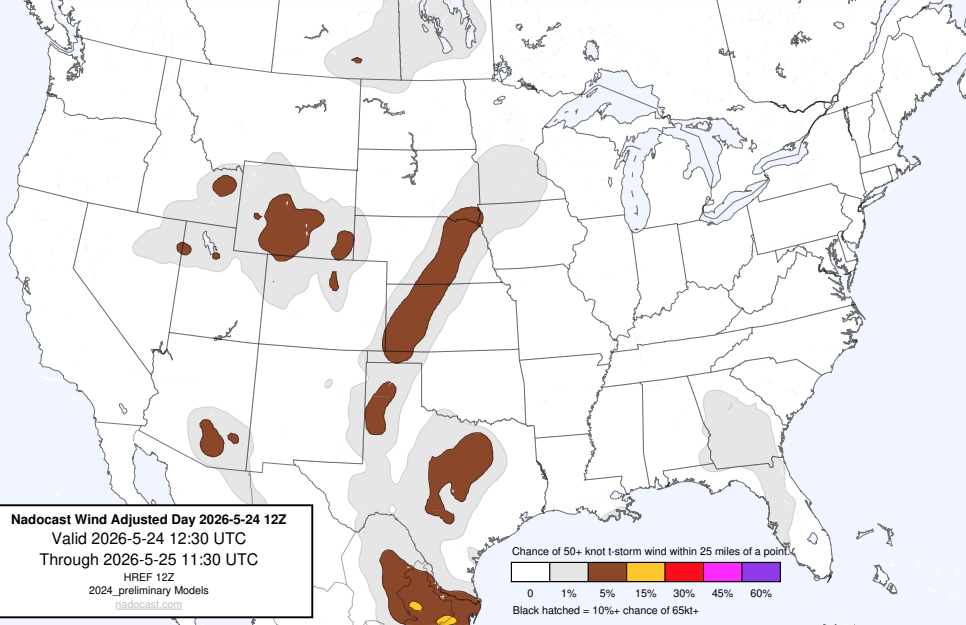 Nadocast Wind Adjusted Day 2026-5-24 12Z
Valid 2026-5-24 12:30 UTC
Through 2026-5-25 11:30 UTC
HREF 12Z
2024_preliminary Models
nadocast.com
Chance of 50+ knot t-storm wind within 25 miles of a point.
0 1% 5% 15% 30% 45% 60%
Black hatched = 10%+ chance of 65kt+